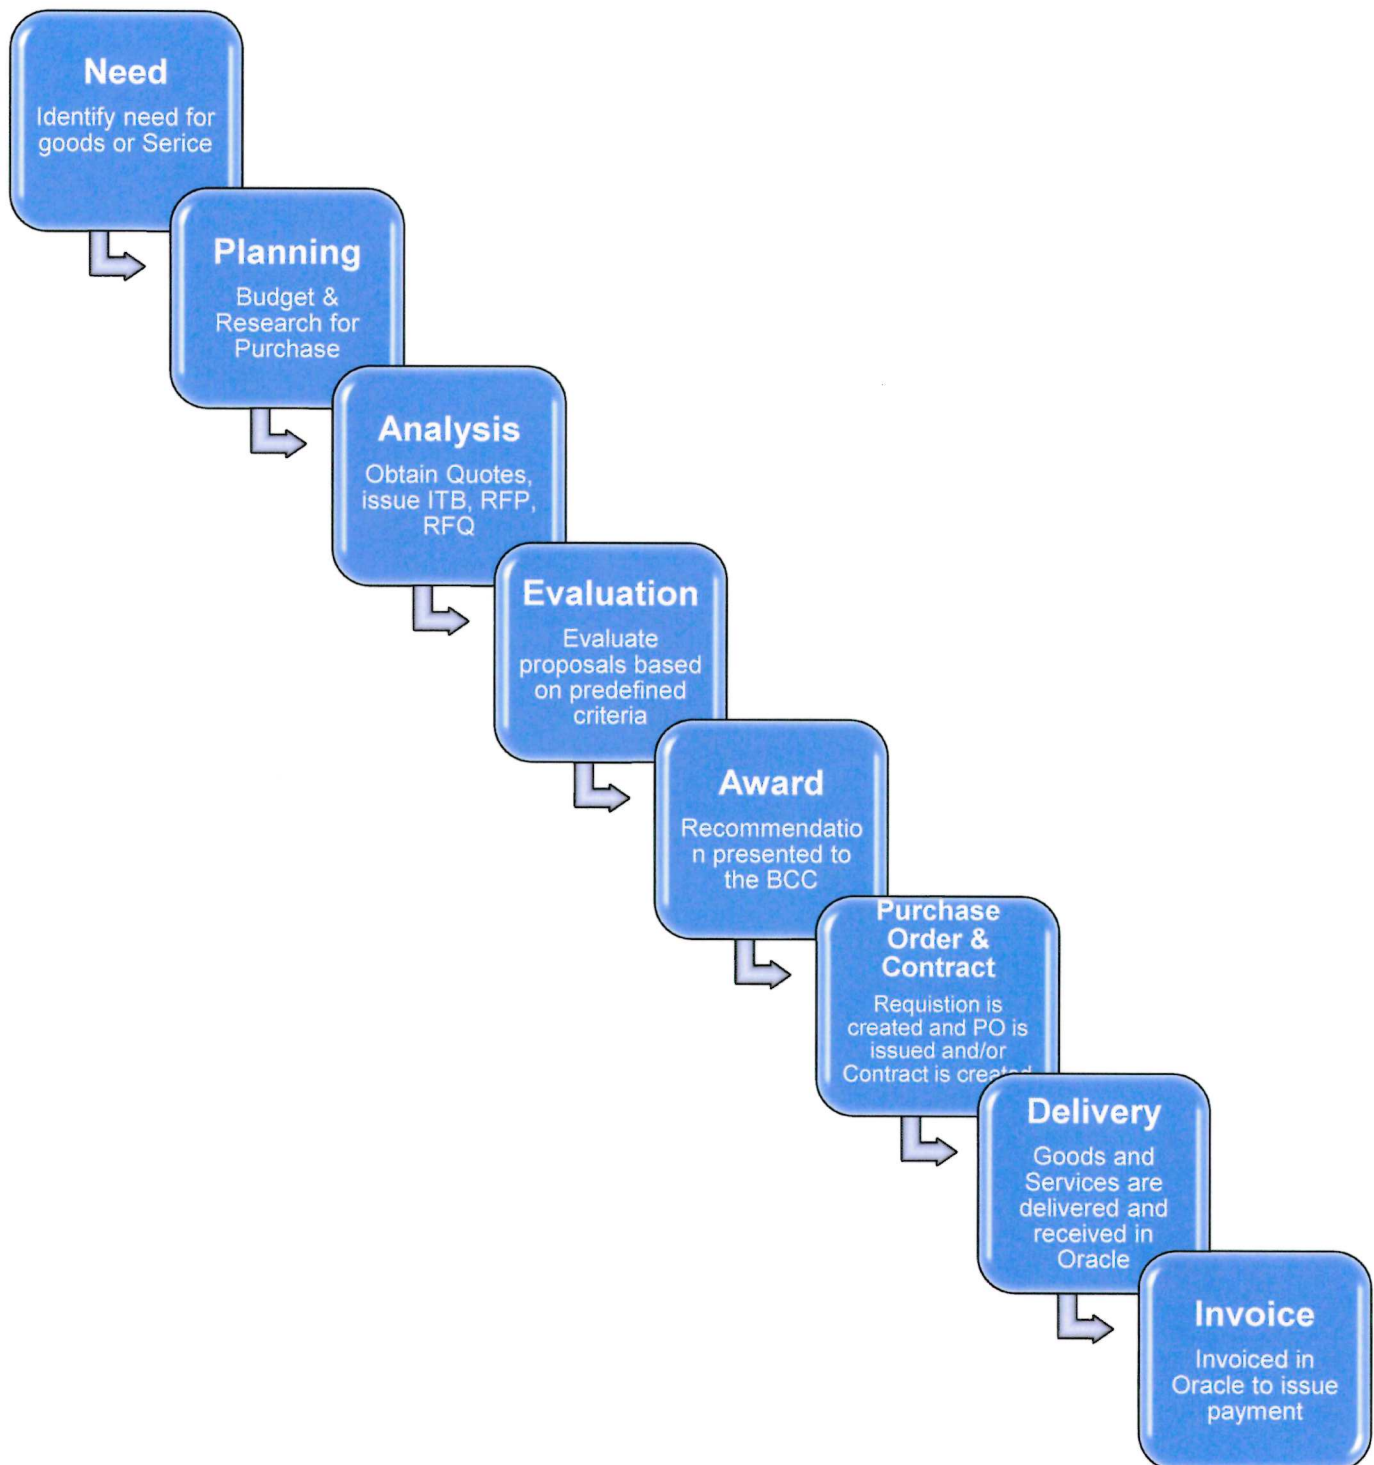 Need
Identify need for
goods or Serice
Planning
Budget &
Research for
Purchase
Analysis
Obtain Quotes,
issue ITB, RFP,
RFQ
Evaluation
Evaluate
proposals based
on predefined
criteria
Award
Recommendatio
n presented to
the BCC
Purchase
Order &
Contract
Requistion is
created and PO is
issued and/or
Contract is created
Delivery
Goods and
Services are
delivered and
received in
Oracle
Invoice
Invoiced in
Oracle to issue
payment